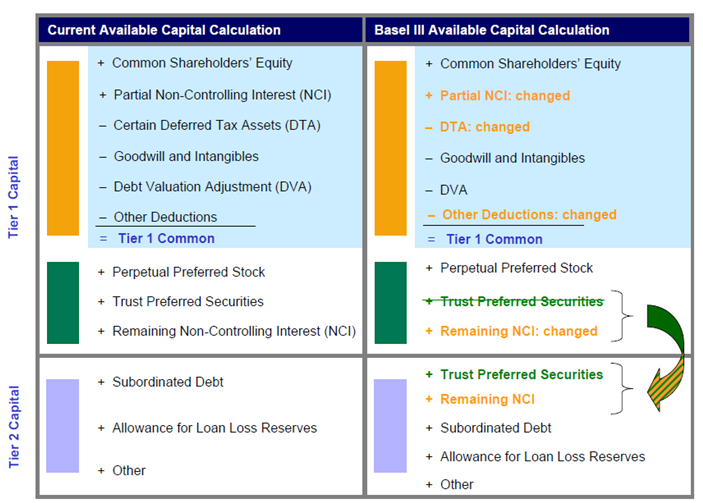 Current Available Capital Calculation
Basel III Available Capital Calculation
Tier 1 Capital
+ Common Shareholders' Equity
+ Partial Non-Controlling Interest (NCI)
– Certain Deferred Tax Assets (DTA)
– Goodwill and Intangibles
– Debt Valuation Adjustment (DVA)
– Other Deductions
= Tier 1 Common
+ Perpetual Preferred Stock
+ Trust Preferred Securities
+ Remaining Non-Controlling Interest (NCI)
+ Common Shareholders' Equity
+ Partial NCI: changed
– DTA: changed
– Goodwill and Intangibles
– DVA
– Other Deductions: changed
= Tier 1 Common
+ Perpetual Preferred Stock
+ Trust Preferred Securities
+ Remaining NCI: changed
Tier 2 Capital
+ Subordinated Debt
+ Allowance for Loan Loss Reserves
+ Other
+ Trust Preferred Securities
+ Remaining NCI
+ Subordinated Debt
+ Allowance for Loan Loss Reserves
+ Other